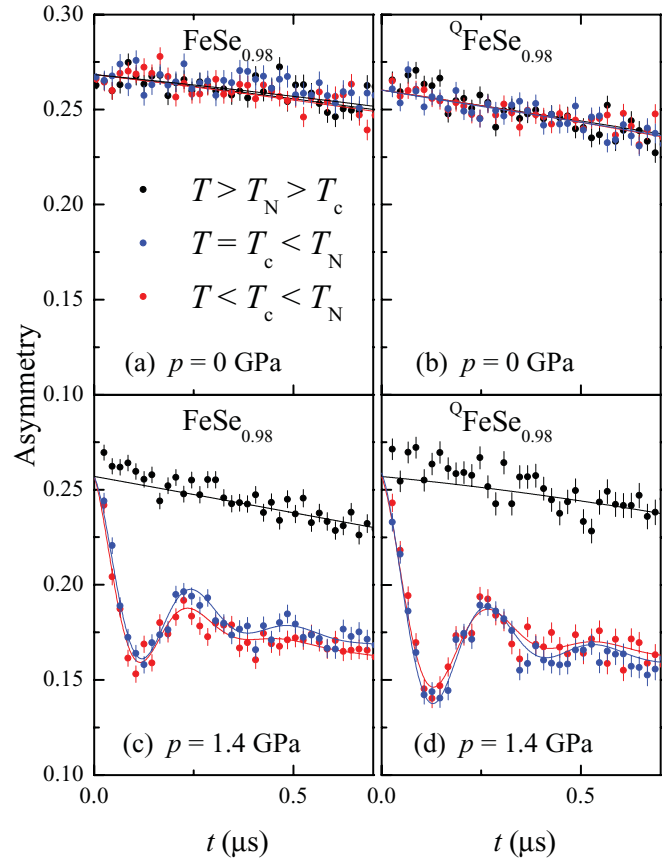 FeSe0.98
QFeSe0.98
0.25
T > TN > Tc
0.20
T = Tc < TN
T < Tc < TN
0.15
(a) p = 0 GPa
(b) p = 0 GPa
Asymmetry
0.10
FeSe0.98
QFeSe0.98
0.25
0.20
0.15
(c) p = 1.4 GPa
(d) p = 1.4 GPa
0.10
0.0
0.5
0.0
0.5
t (μs)
t (μs)